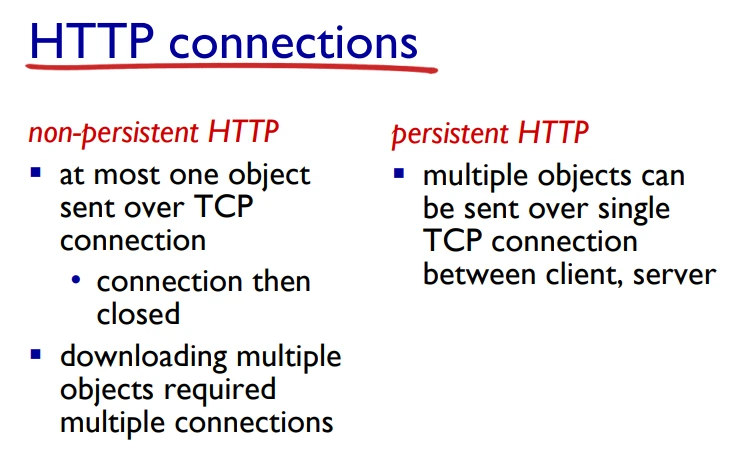 HTTP connections
non-persistent HTTP
at most one object
sent over TCP
connection
connection then
closed
downloading multiple
objects required
multiple connections
persistent HTTP
multiple objects can
be sent over single
TCP connection
between client, server